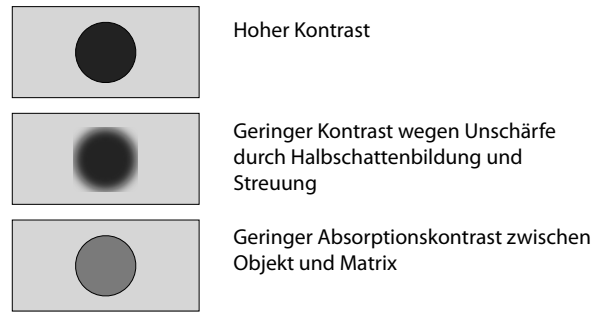 Hoher Kontrast
Geringer Kontrast wegen Unschärfe
durch Halbschattenbildung und
Streuung
Geringer Absorptionskontrast zwischen
Objekt und Matrix